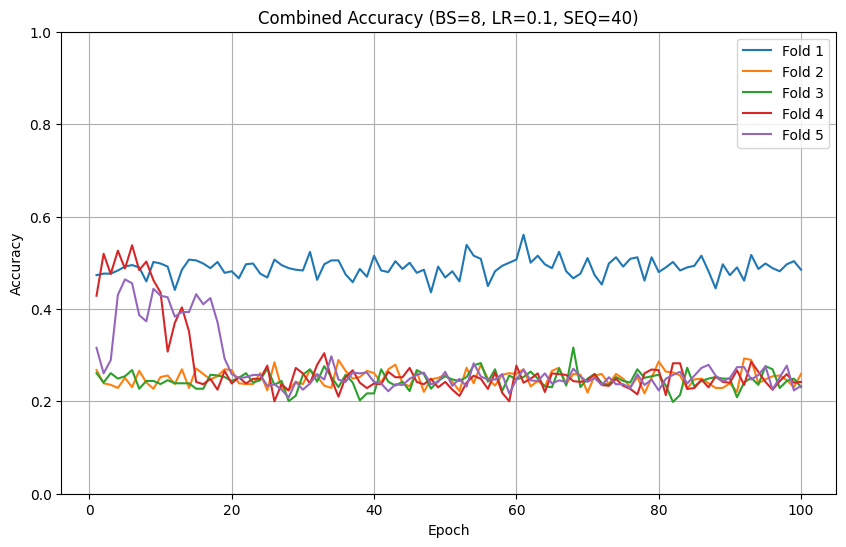 Combined Accuracy (BS=8, LR=0.1, SEQ=40)
1.0
0.8
0.6
0.4
0.2
0.0
Accuracy
Fold 1
Fold 2
Fold 3
Fold 4
Fold 5
0 20 40 60 80 100
Epoch